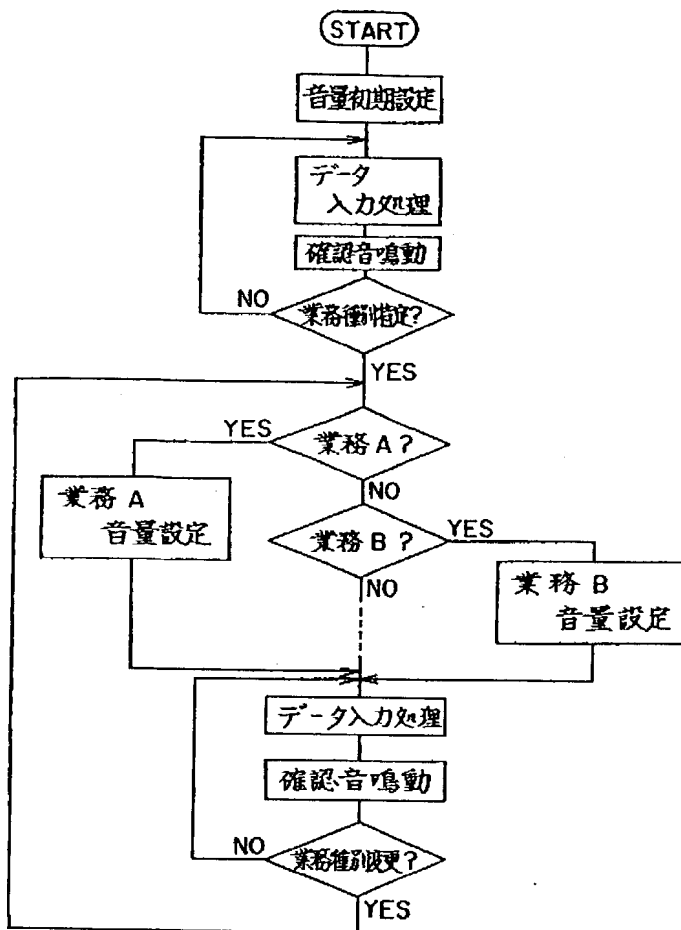 START
音量初期設定
データ
入力処理
確認音鳴動
NO
業務種別指定?
YES
YES
業務A?
NO
業務A
音量設定
業務B?
YES
NO
業務B
音量設定
データ入力処理
確認音鳴動
NO
業務種別変更?
YES